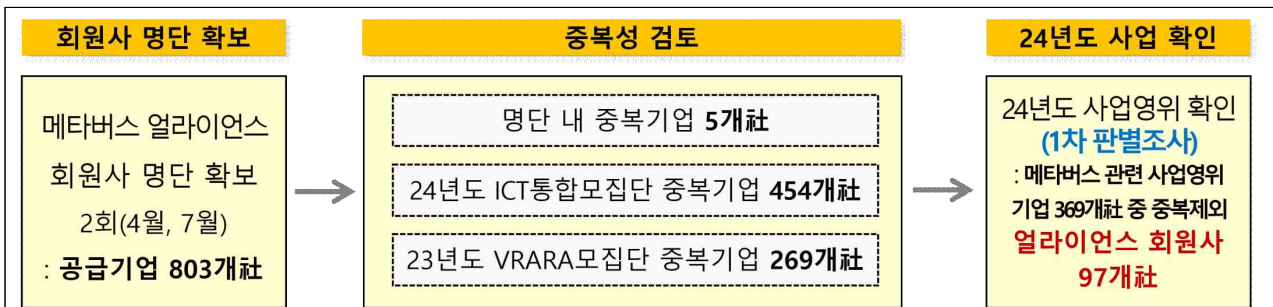 회원사 명단 확보
메타버스 얼라이언스
회원사 명단 확보
2회(4월, 7월)
: 공급기업 803개社
중복성 검토
명단 내 중복기업 5개社
24년도 ICT통합모집단 중복기업 454개社
23년도 VRARA모집단 중복기업 269개社
24년도 사업 확인
24년도 사업영위 확인
(1차 판별조사)
: 메타버스 관련 사업영위
기업 369개社 중 중복제외
얼라이언스 회원사
97개社